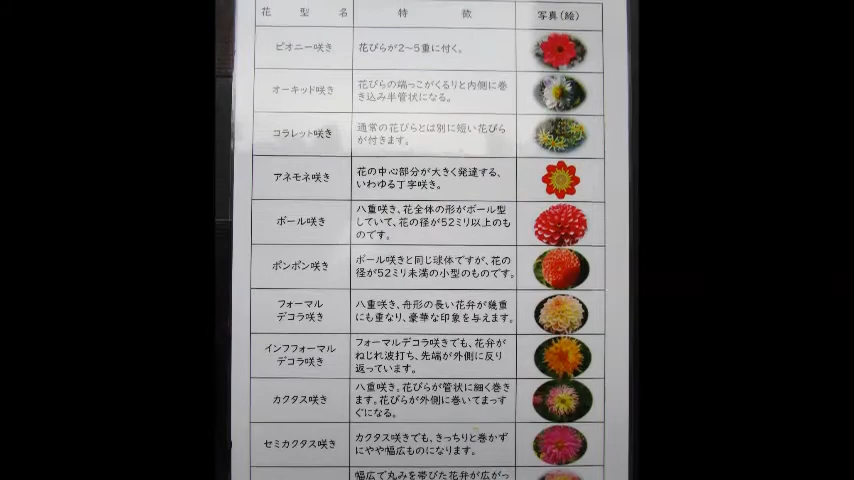 花型名 特徴 写真(絵)
ピオニー咲き 花びらが2~5重に付く。
オーキッド咲き 花びらの端っこがくるりと内側に巻
き込み半管状になる。
コラレット咲き 通常の花びらとは別に短い花びら
が付きます。
アネモネ咲き 花の中心部分が大きく発達する、
いわゆる丁字咲き。
ボール咲き 八重咲き、花全体の形がボール型
していて、花の径が52ミリ以上のも
のです。
ポンポン咲き ボール咲きと同じ球体ですが、花の
径が52ミリ未満の小型のものです。
フォーマル
デコラ咲き 八重咲き、舟形の長い花弁が幾重
にも重なり、豪華な印象を与えます。
インフフォーマル
デコラ咲き フォーマルデコラ咲きでも、花弁が
ねじれ波打ち、先端が外側に反り
返っています。
カクタス咲き 八重咲き。花びらが管状に細く巻き
ます。花びらが外側に巻いてまっす
ぐになる。
セミカクタス咲き カクタス咲きでも、きっちりと巻かず
にやや幅広ものになります。
幅広で丸みを帯びた花弁が広がっ